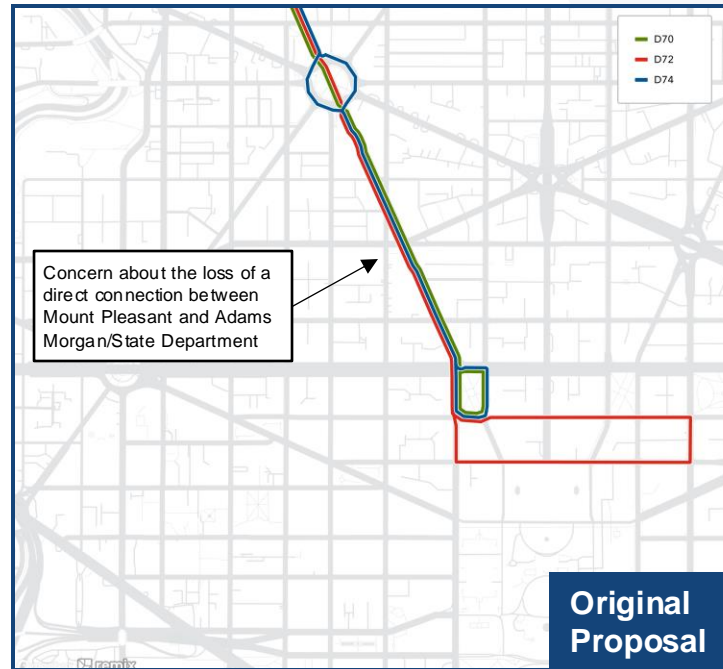 D70
D72
D74
Concern about the loss of a
direct connection between
Mount Pleasant and Adams
Morgan/State Department
Original
Proposal
remix